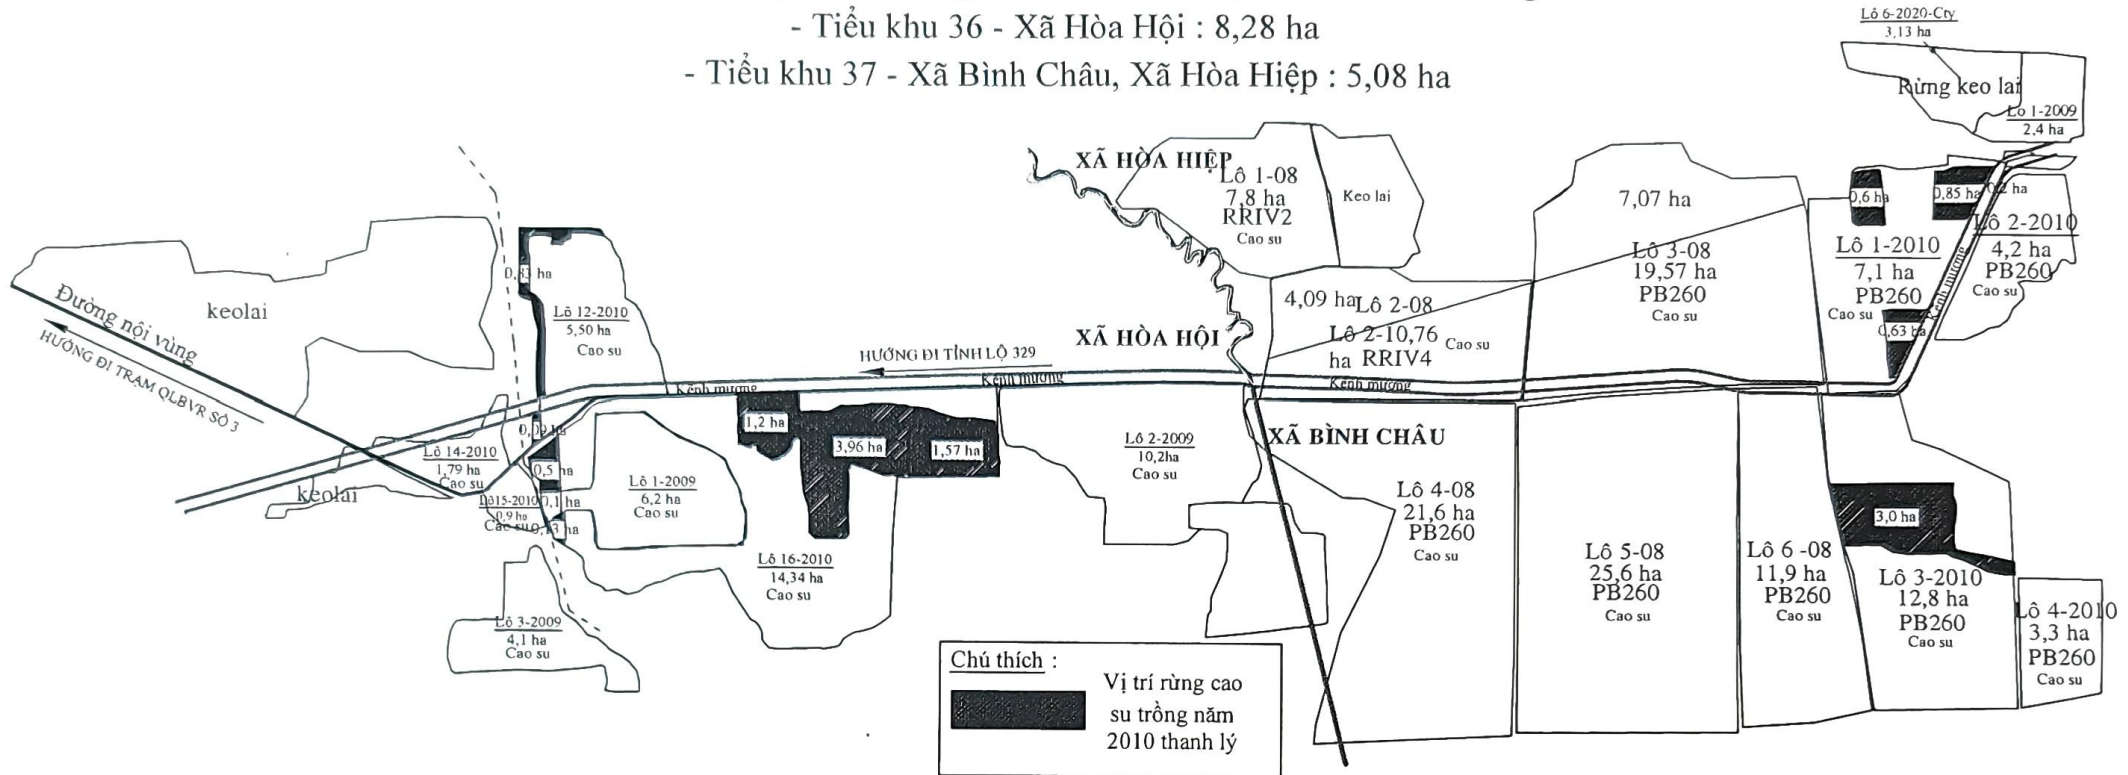 - Tiểu khu 36 - Xã Hòa Hội : 8,28 ha
- Tiểu khu 37 - Xã Bình Châu, Xã Hòa Hiệp : 5,08 ha
Lô 6-2020-Cty
3,13 ha
Rừng keo lai
Lô 1-2009
2,4 ha
XÃ HÒA HIỆP
Lô 1-08
7,8 ha
RRIV2
Cao su
Keo lai
7,07 ha
Lô 3-08
19,57 ha
PB260
Cao su
0,6 ha
0,85 ha
0,2 ha
Lô 1-2010
7,1 ha
PB260
Cao su
0,63 ha
Kênh mương
Lô 2-2010
4,2 ha
PB260
Cao su
keolai
Đường nội vùng
HƯỚNG ĐI TRẠM QLBVR SỐ 3
0,83 ha
Lô 12-2010
5,50 ha
Cao su
XÃ HÒA HỘI
4,09 ha
Lô 2-08
Lô 2-10,76
ha RRIV4
Cao su
HƯỚNG ĐI TỈNH LỘ 329
Kênh mương
Kênh mương
Kênh mương
keolai
Lô 14-2010
1,79 ha
Cao su
0,09 ha
0,5 ha
Lô15-2010
0,9 ha
Cao su
0,1 ha
0,13 ha
Lô 1-2009
6,2 ha
Cao su
1,2 ha
3,96 ha
1,57 ha
Lô 2-2009
10,2ha
Cao su
XÃ BÌNH CHÂU
Lô 4-08
21,6 ha
PB260
Cao su
Lô 5-08
25,6 ha
PB260
Cao su
Lô 6 -08
11,9 ha
PB260
Cao su
3,0 ha
Lô 3-2010
12,8 ha
PB260
Cao su
Lô 4-2010
3,3 ha
PB260
Cao su
Lô 16-2010
14,34 ha
Cao su
Lô 3-2009
4,1 ha
Cao su
Chú thích :
Vị trí rừng cao
su trồng năm
2010 thanh lý